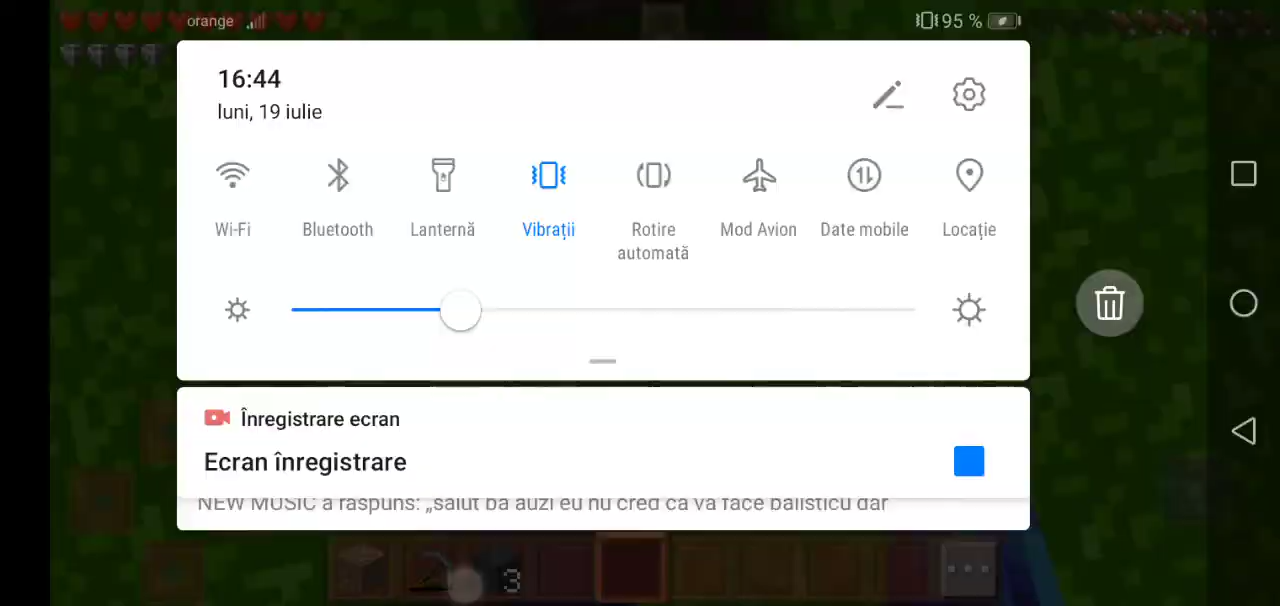 orange
95 %
16:44
luni, 19 iulie
Wi-Fi
Bluetooth
Lanternă
Vibrații
Rotire
automată
Mod Avion
Date mobile
Locație
Înregistrare ecran
Ecran înregistrare
NEW MUSIC a răspuns: „salut ba auzi eu nu cred ca va face balisticu dar
3